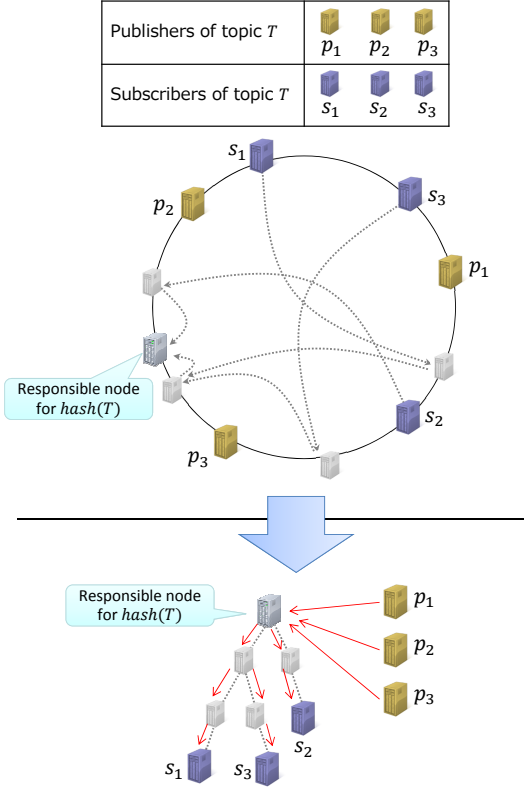 Publishers of topic T
p₁ p₂ p₃
Subscribers of topic T
s₁ s₂ s₃
s₁
s₃
p₂
p₁
Responsible node
for hash(T)
s₂
p₃
Responsible node
for hash(T)
p₁
p₂
p₃
s₂
s₁ s₃